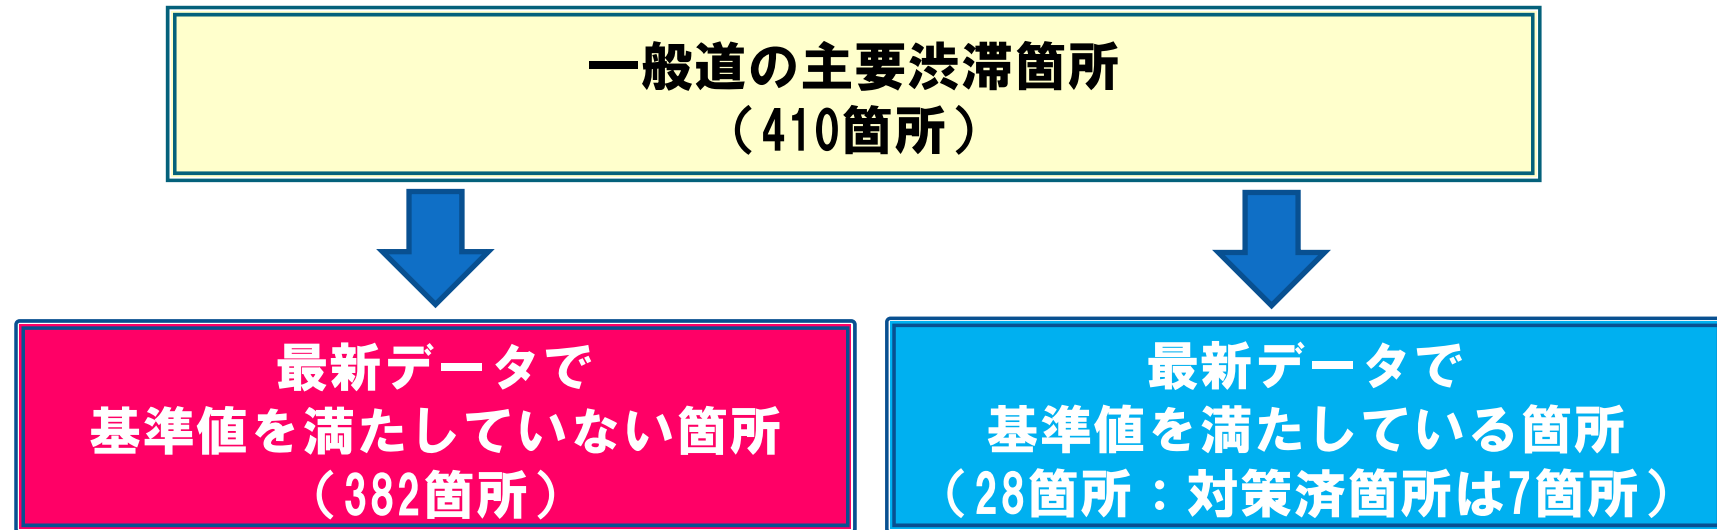 一般道の主要渋滞箇所
（410箇所）
最新データで
基準値を満たしていない箇所
（382箇所）
最新データで
基準値を満たしている箇所
（28箇所：対策済箇所は7箇所）